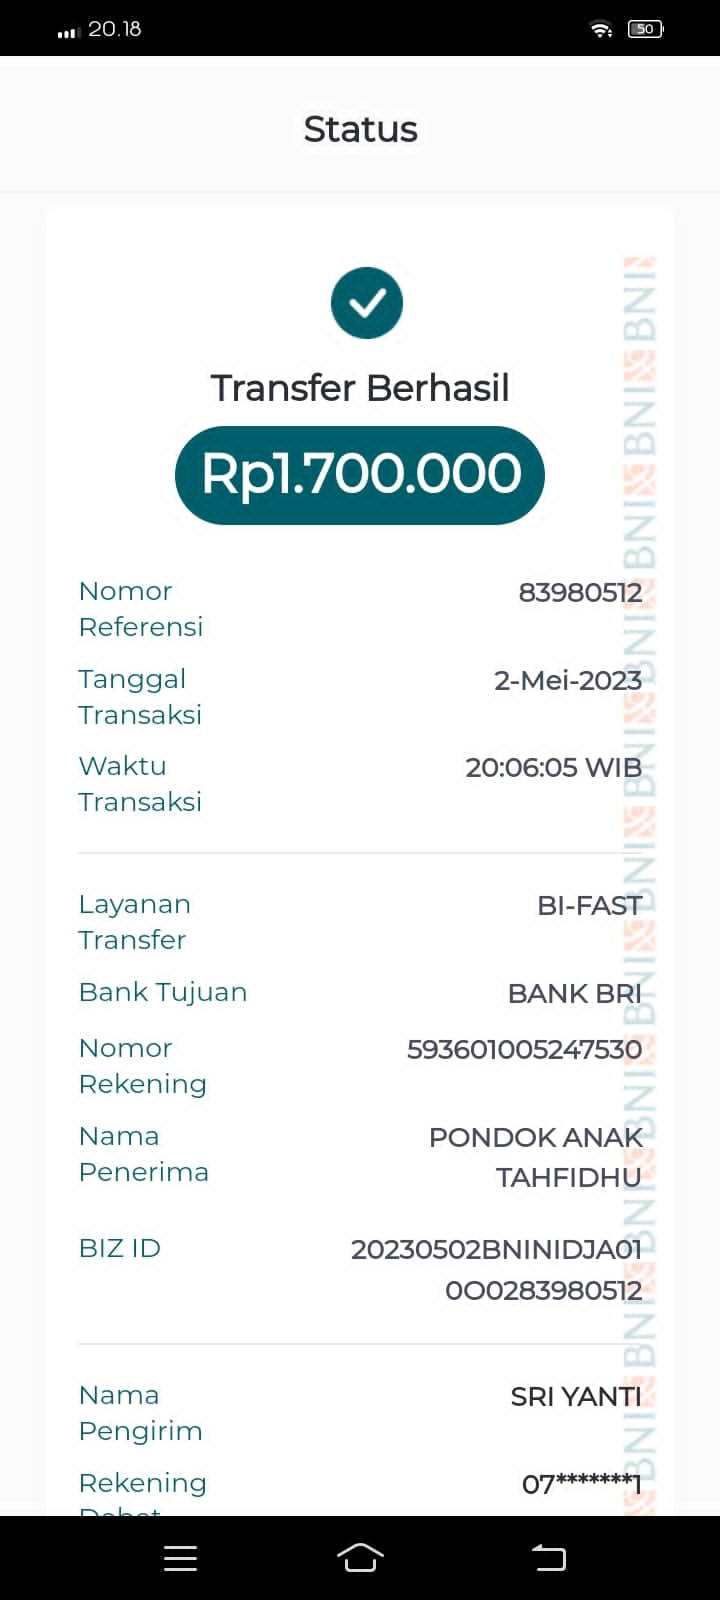 20.18
50
Status
Transfer Berhasil
Rp1.700.000
Nomor Referensi 83980512
Tanggal Transaksi 2-Mei-2023
Waktu Transaksi 20:06:05 WIB
Layanan Transfer BI-FAST
Bank Tujuan BANK BRI
Nomor Rekening 593601005247530
Nama Penerima PONDOK ANAK TAHFIDHU
BIZ ID 20230502BNINIDJA01
0O0283980512
Nama Pengirim SRI YANTI
Rekening 07*******1
Debet
BNI BNI BNI BNI BNI BNI BNI BNI BNI BNI BNI